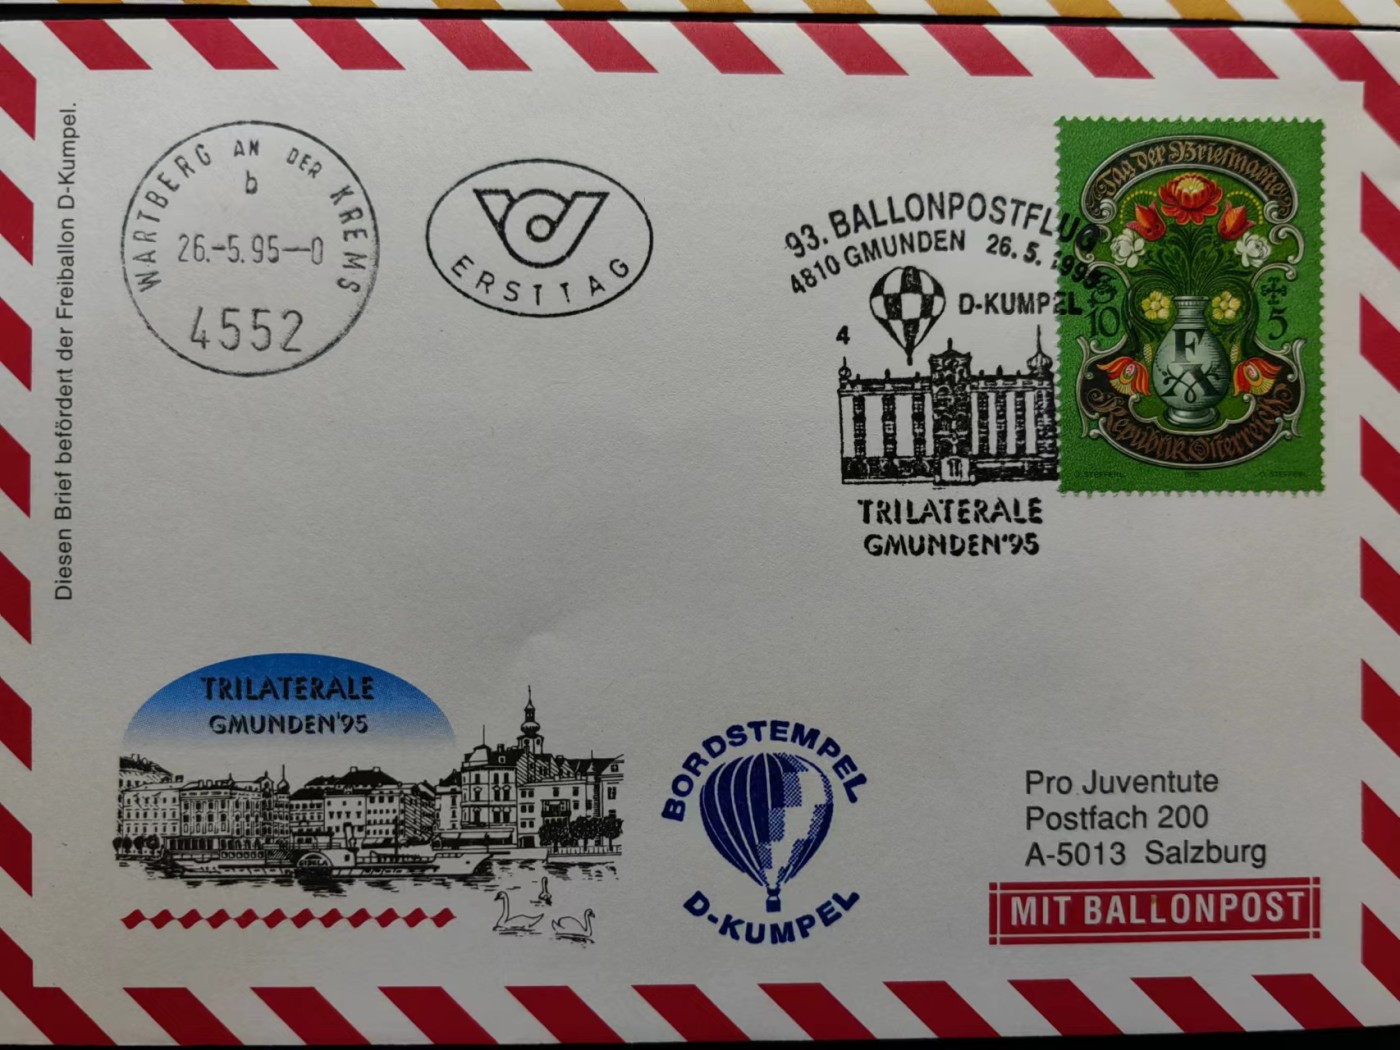 Diesen Brief befördert der Freiballon D-Kumpel.
WARTBERG AN DER KREMS
b
26.-5.95-0
4552
ERSTTAG
93. BALLONPOSTFLUG
4810 GMUNDEN 26.5.1995
D-KUMPEL
4
TRILATERALE
GMUNDEN'95
Tag der Briefmarke
10
5
F
Republik Österreich
TRILATERALE
GMUNDEN'95
BORDSTEMPEL
D-KUMPEL
Pro Juventute
Postfach 200
A-5013 Salzburg
MIT BALLONPOST